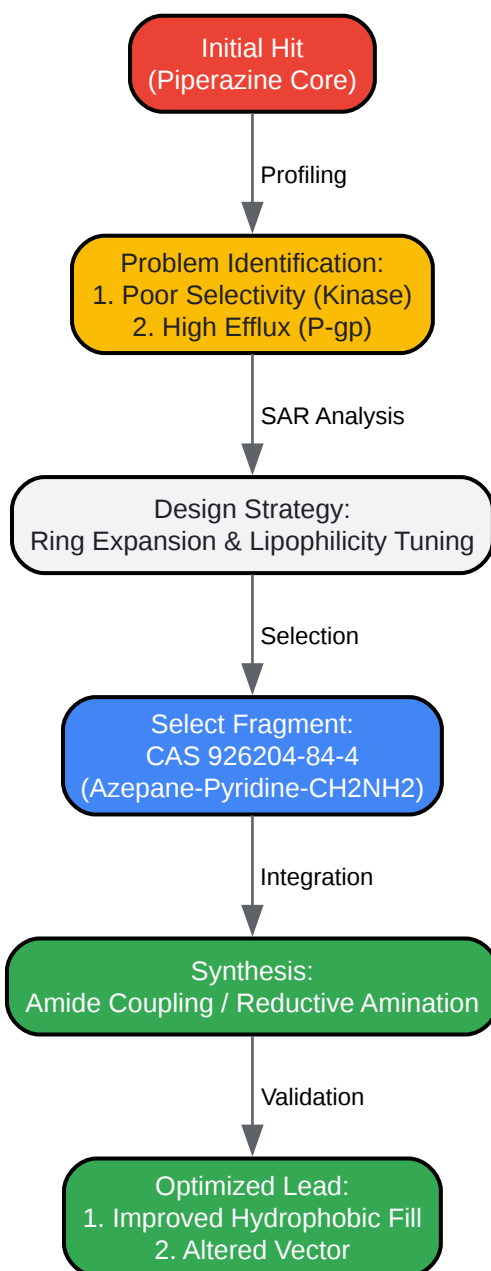 Initial Hit
(Piperazine Core)
Profiling
Problem Identification:
1. Poor Selectivity (Kinase)
2. High Efflux (P-gp)
SAR Analysis
Design Strategy:
Ring Expansion & Lipophilicity Tuning
Selection
Select Fragment:
CAS 926204-84-4
(Azepane-Pyridine-CH2NH2)
Integration
Synthesis:
Amide Coupling / Reductive Amination
Validation
Optimized Lead:
1. Improved Hydrophobic Fill
2. Altered Vector